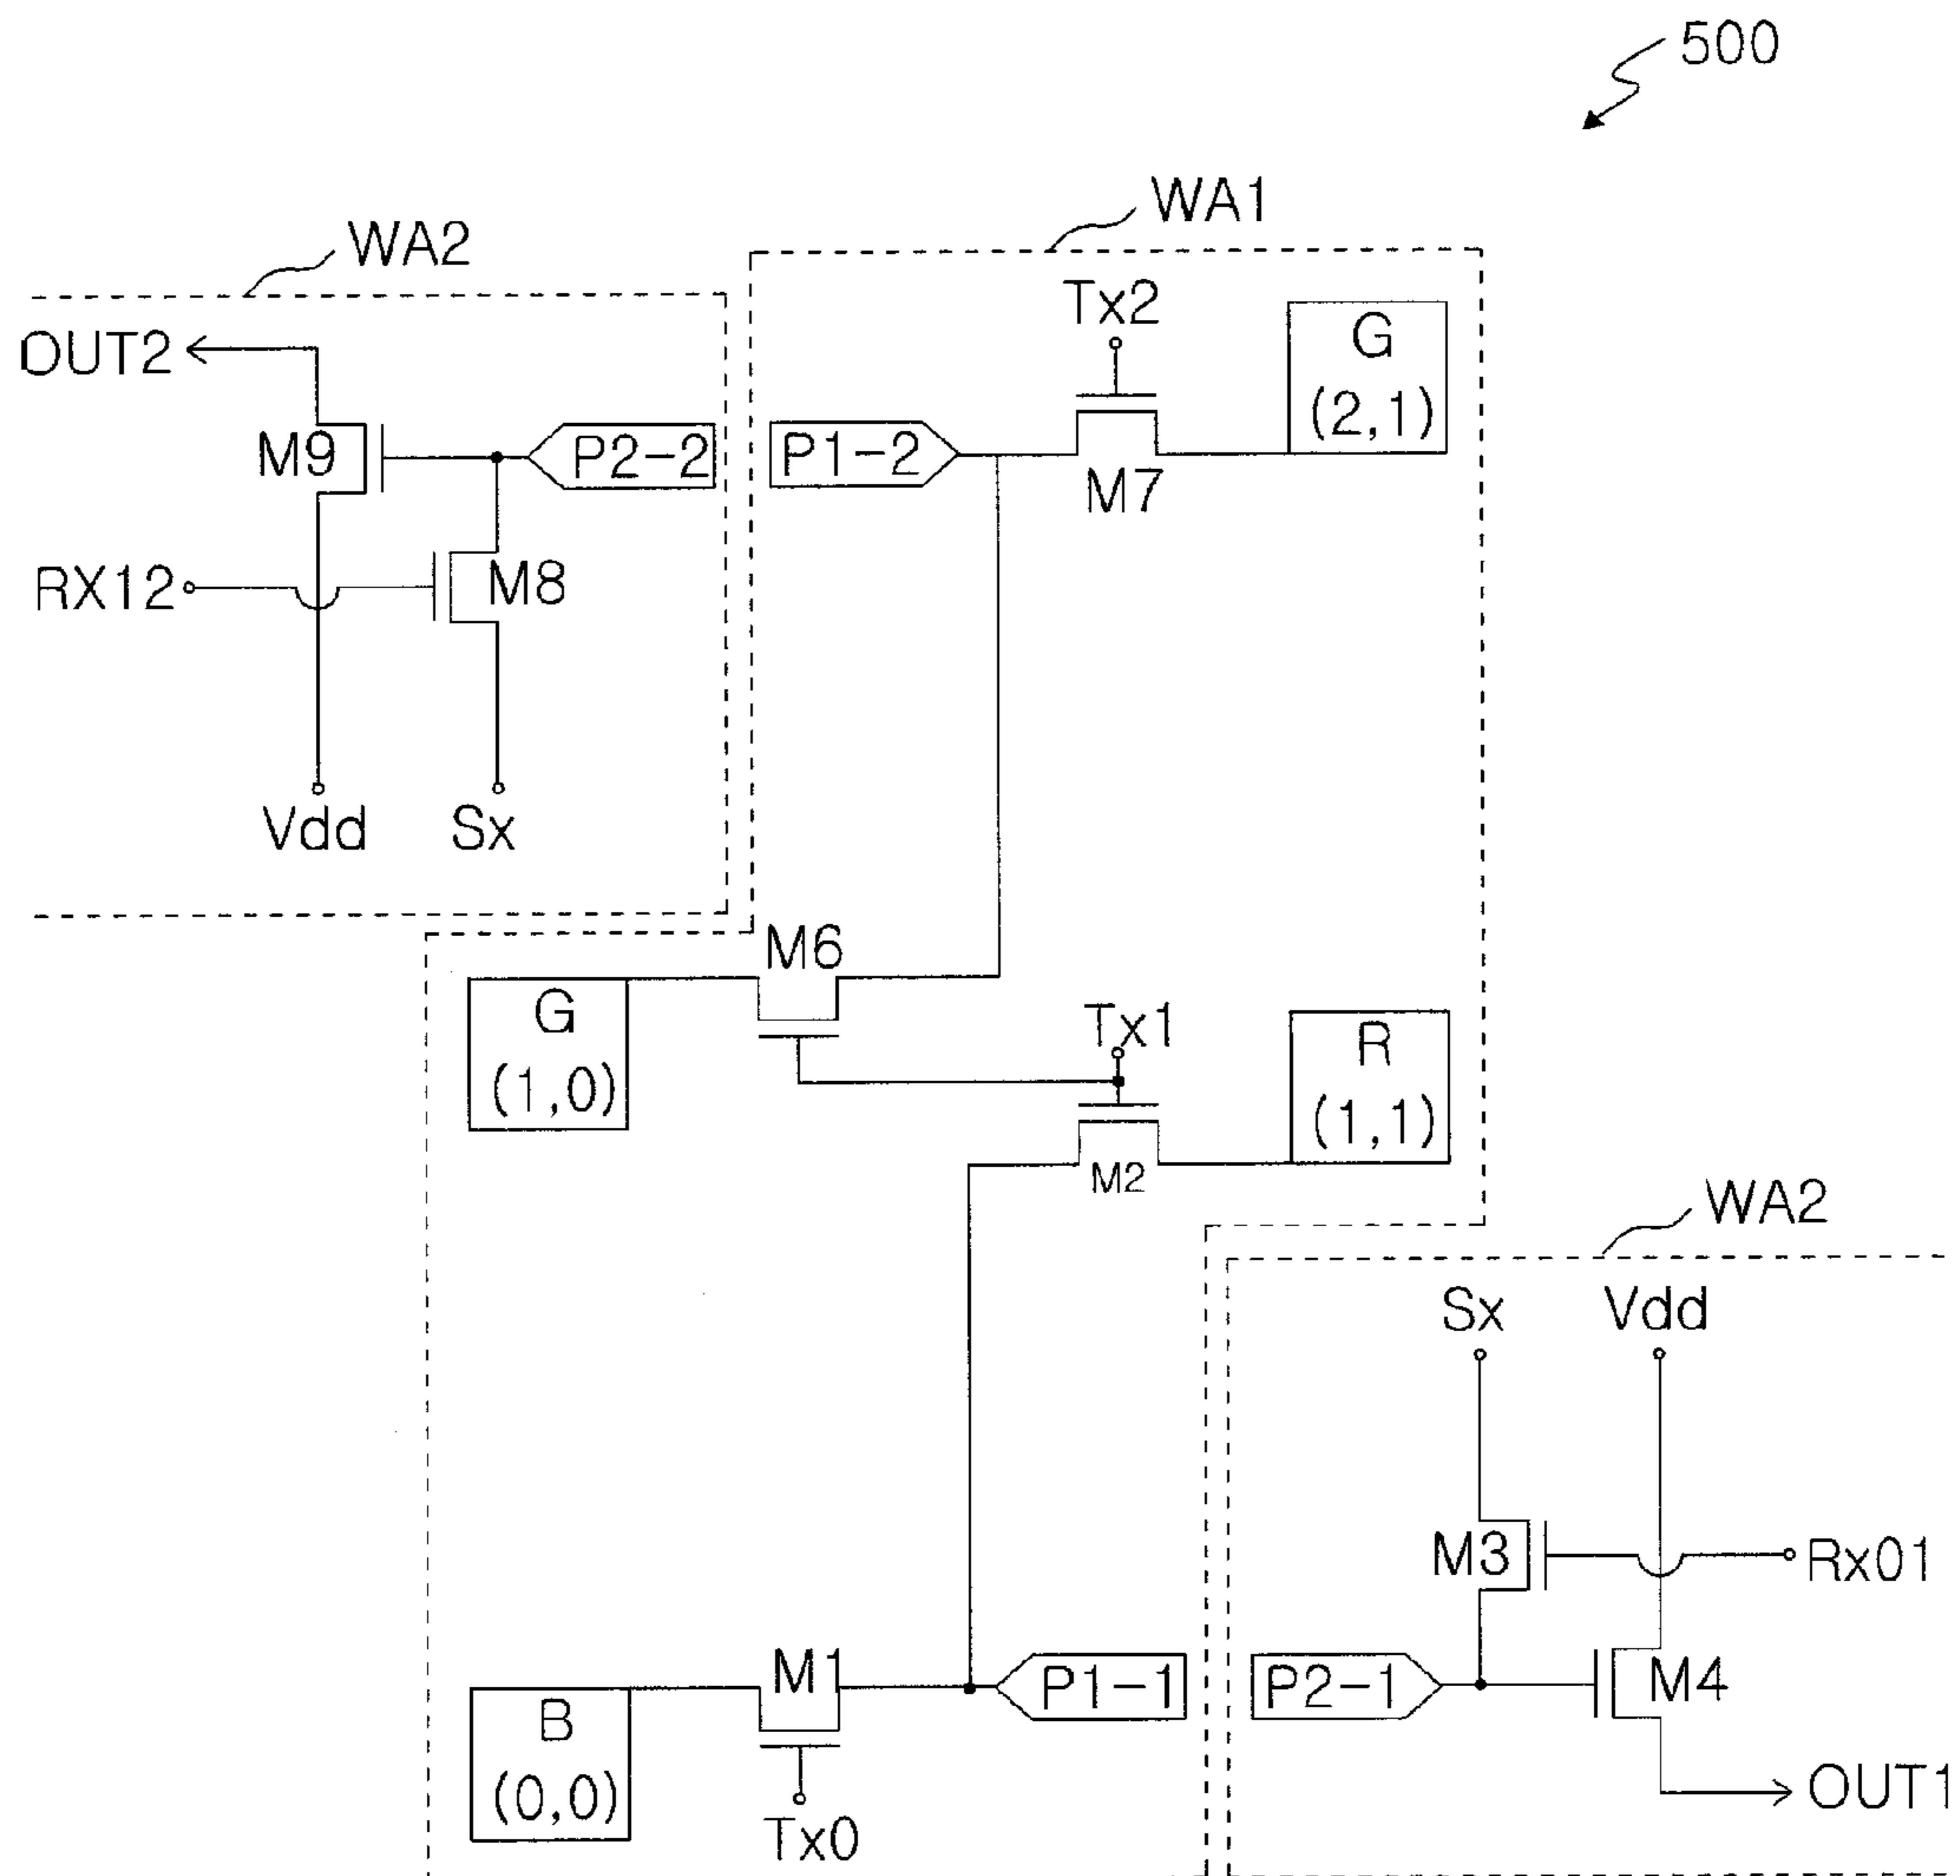 500
WA1
WA2
Tx2
G
(2,1)
OUT2
M9
P2-2
P1-2
M7
RX12
M8
Vdd
Sx
M6
G
(1,0)
Tx1
R
(1,1)
M2
WA2
Sx
Vdd
M3
Rx01
M1
P1-1
P2-1
M4
B
(0,0)
Tx0
OUT1